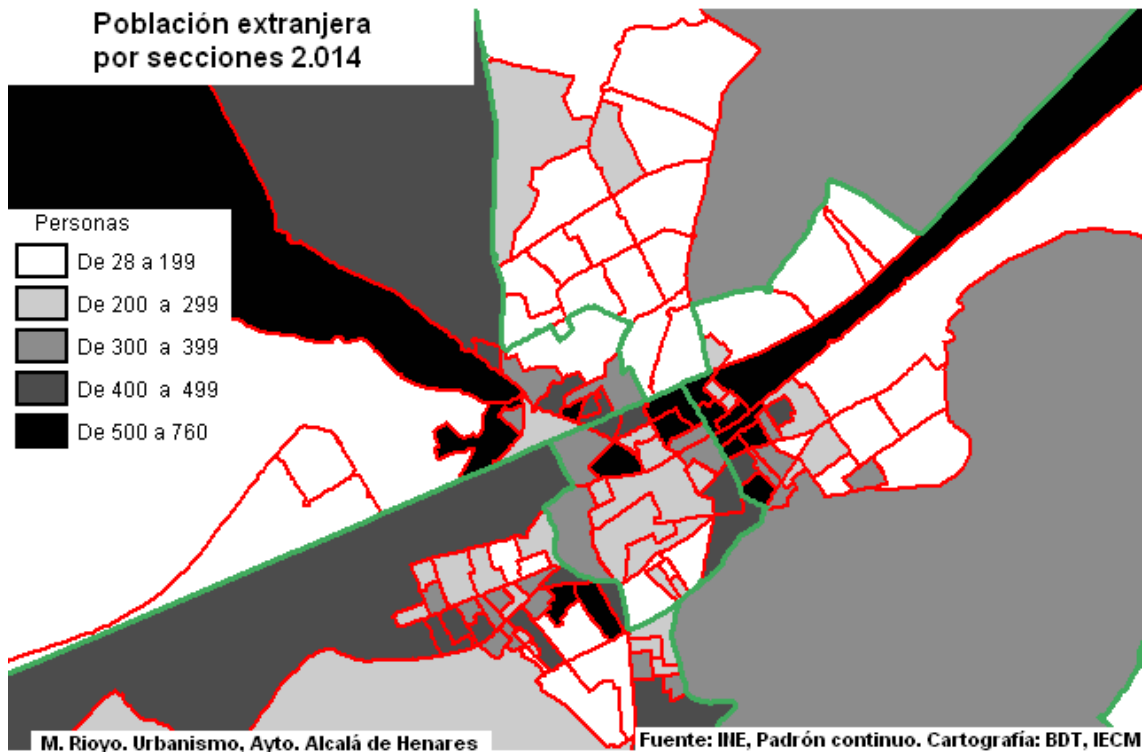 Población extranjera
por secciones 2.014
Personas
De 28 a 199
De 200 a 299
De 300 a 399
De 400 a 499
De 500 a 760
M. Rioyo. Urbanismo, Ayto. Alcalá de Henares
Fuente: INE, Padrón continuo. Cartografía: BDT, IECM